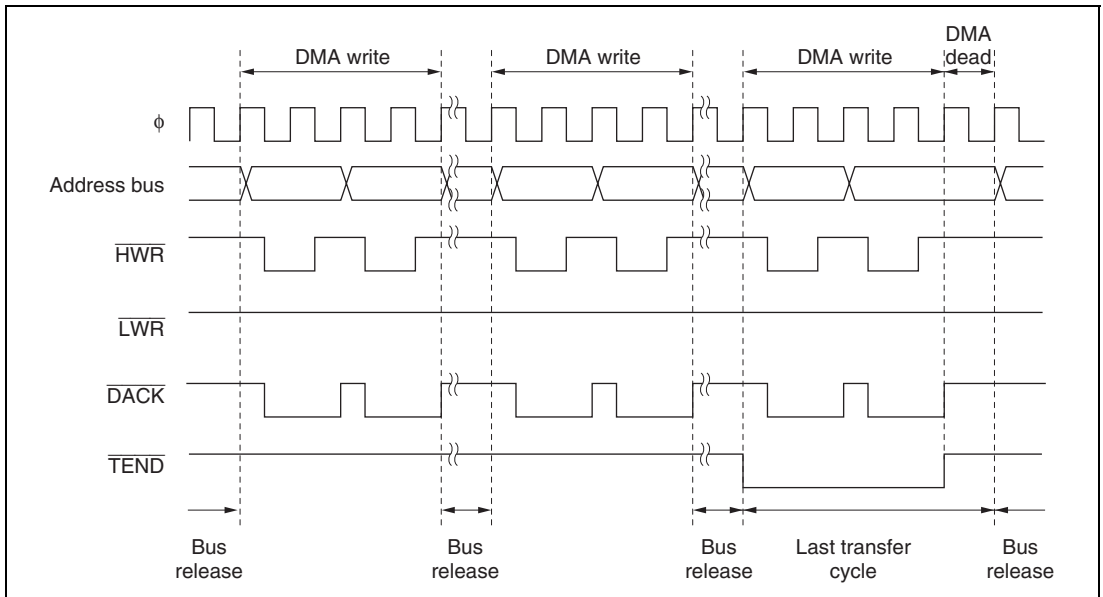 DMA
dead
DMA write DMA write DMA write
ϕ
Address bus
HWR
LWR
DACK
TEND
Bus Bus Bus Last transfer Bus
release release release cycle release